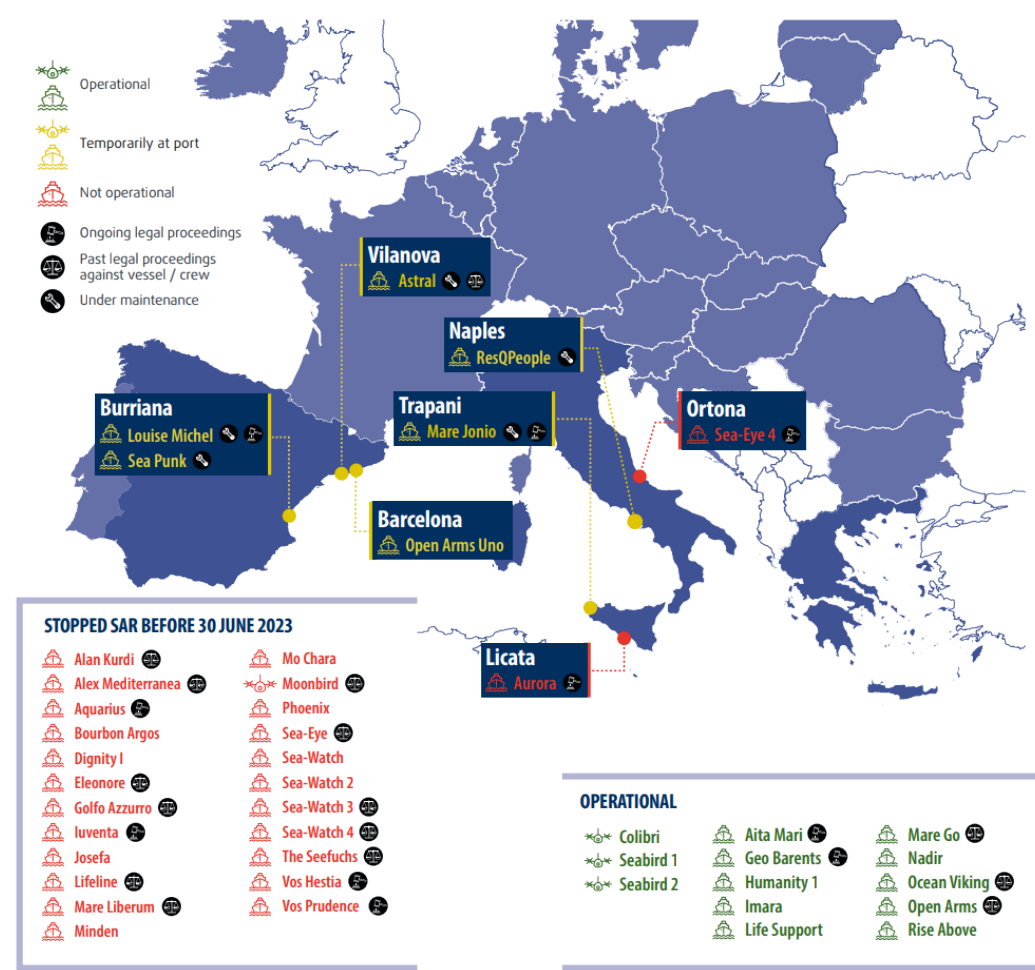 Operational
Temporarily at port
Not operational
Ongoing legal proceedings
Past legal proceedings
against vessel / crew
Under maintenance
Vilanova
Astral
Naples
ResQPeople
Burriana
Louise Michel
Sea Punk
Trapani
Mare Jonio
Ortona
Sea-Eye 4
Barcelona
Open Arms Uno
Licata
Aurora
STOPPED SAR BEFORE 30 JUNE 2023
Alan Kurdi
Alex Mediterranea
Aquarius
Bourbon Argos
Dignity I
Eleonore
Golfo Azzurro
Iuventa
Josefa
Lifeline
Mare Liberum
Minden
Mo Chara
Moonbird
Phoenix
Sea-Eye
Sea-Watch
Sea-Watch 2
Sea-Watch 3
Sea-Watch 4
The Seefuchs
Vos Hestia
Vos Prudence
OPERATIONAL
Colibri
Seabird 1
Seabird 2
Aita Mari
Geo Barents
Humanity 1
Imara
Life Support
Mare Go
Nadir
Ocean Viking
Open Arms
Rise Above